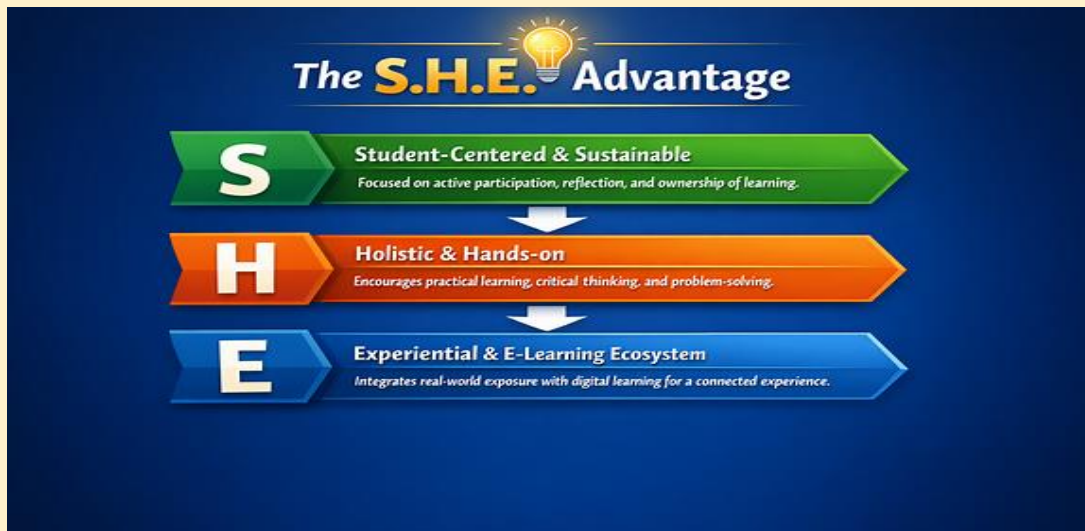 The S.H.E. Advantage
S
Student-Centered & Sustainable
Focused on active participation, reflection, and ownership of learning.
H
Holistic & Hands-on
Encourages practical learning, critical thinking, and problem-solving.
E
Experiential & E-Learning Ecosystem
Integrates real-world exposure with digital learning for a connected experience.